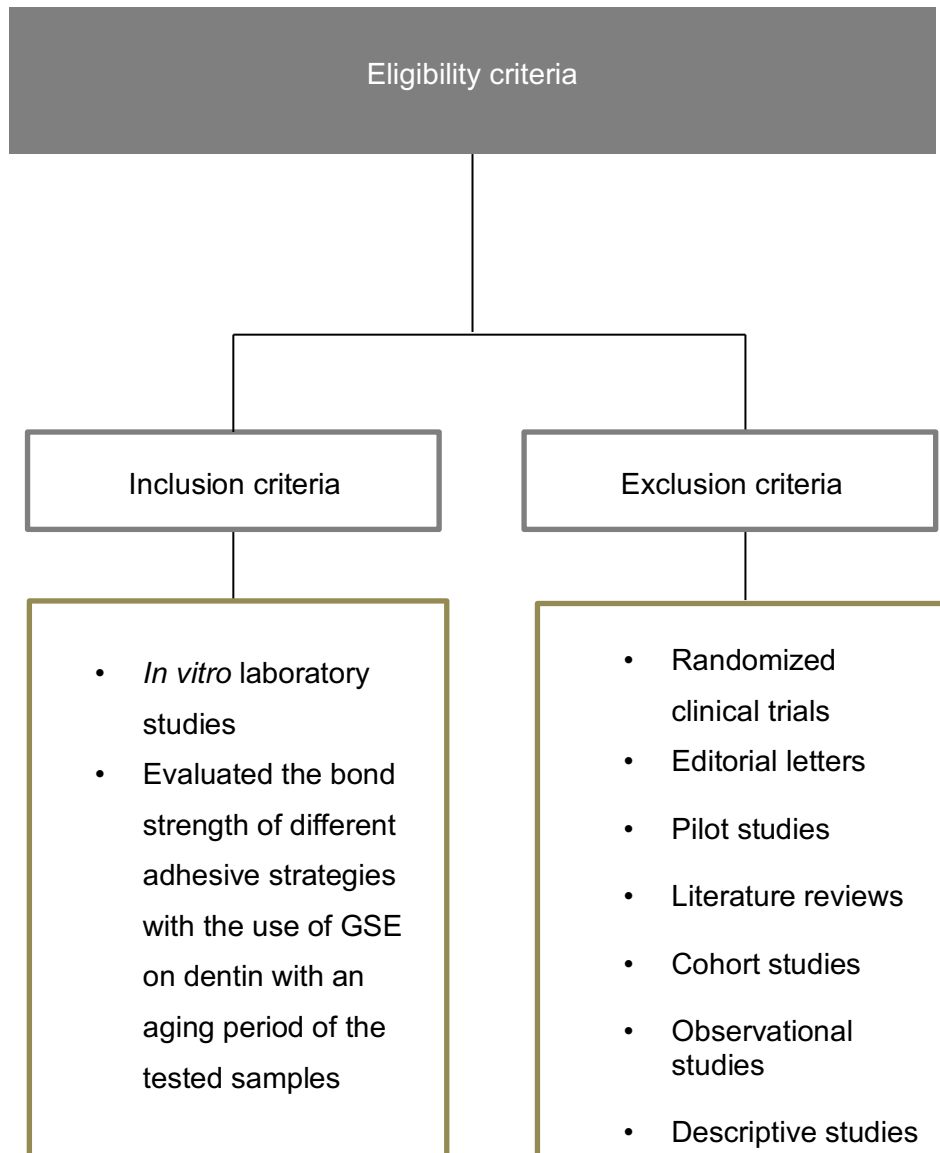 Eligibility criteria
Inclusion criteria
• In vitro laboratory
studies
• Evaluated the bond
strength of different
adhesive strategies
with the use of GSE
on dentin with an
aging period of the
tested samples
Exclusion criteria
• Randomized
clinical trials
• Editorial letters
• Pilot studies
• Literature reviews
• Cohort studies
• Observational
studies
• Descriptive studies